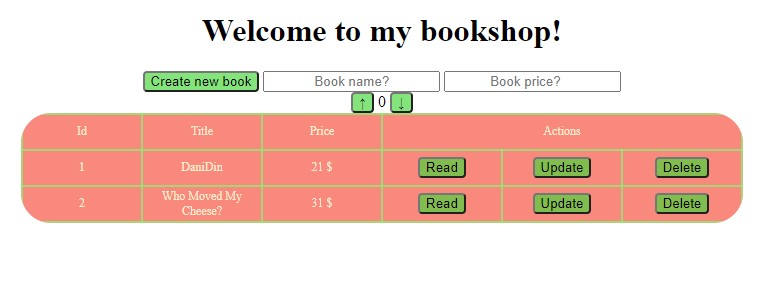 Welcome to my bookshop!
Create new book Book name? Book price?
↑ 0 ↓
Id Title Price Actions
1 DaniDin 21 $ Read Update Delete
2 Who Moved My Cheese? 31 $ Read Update Delete